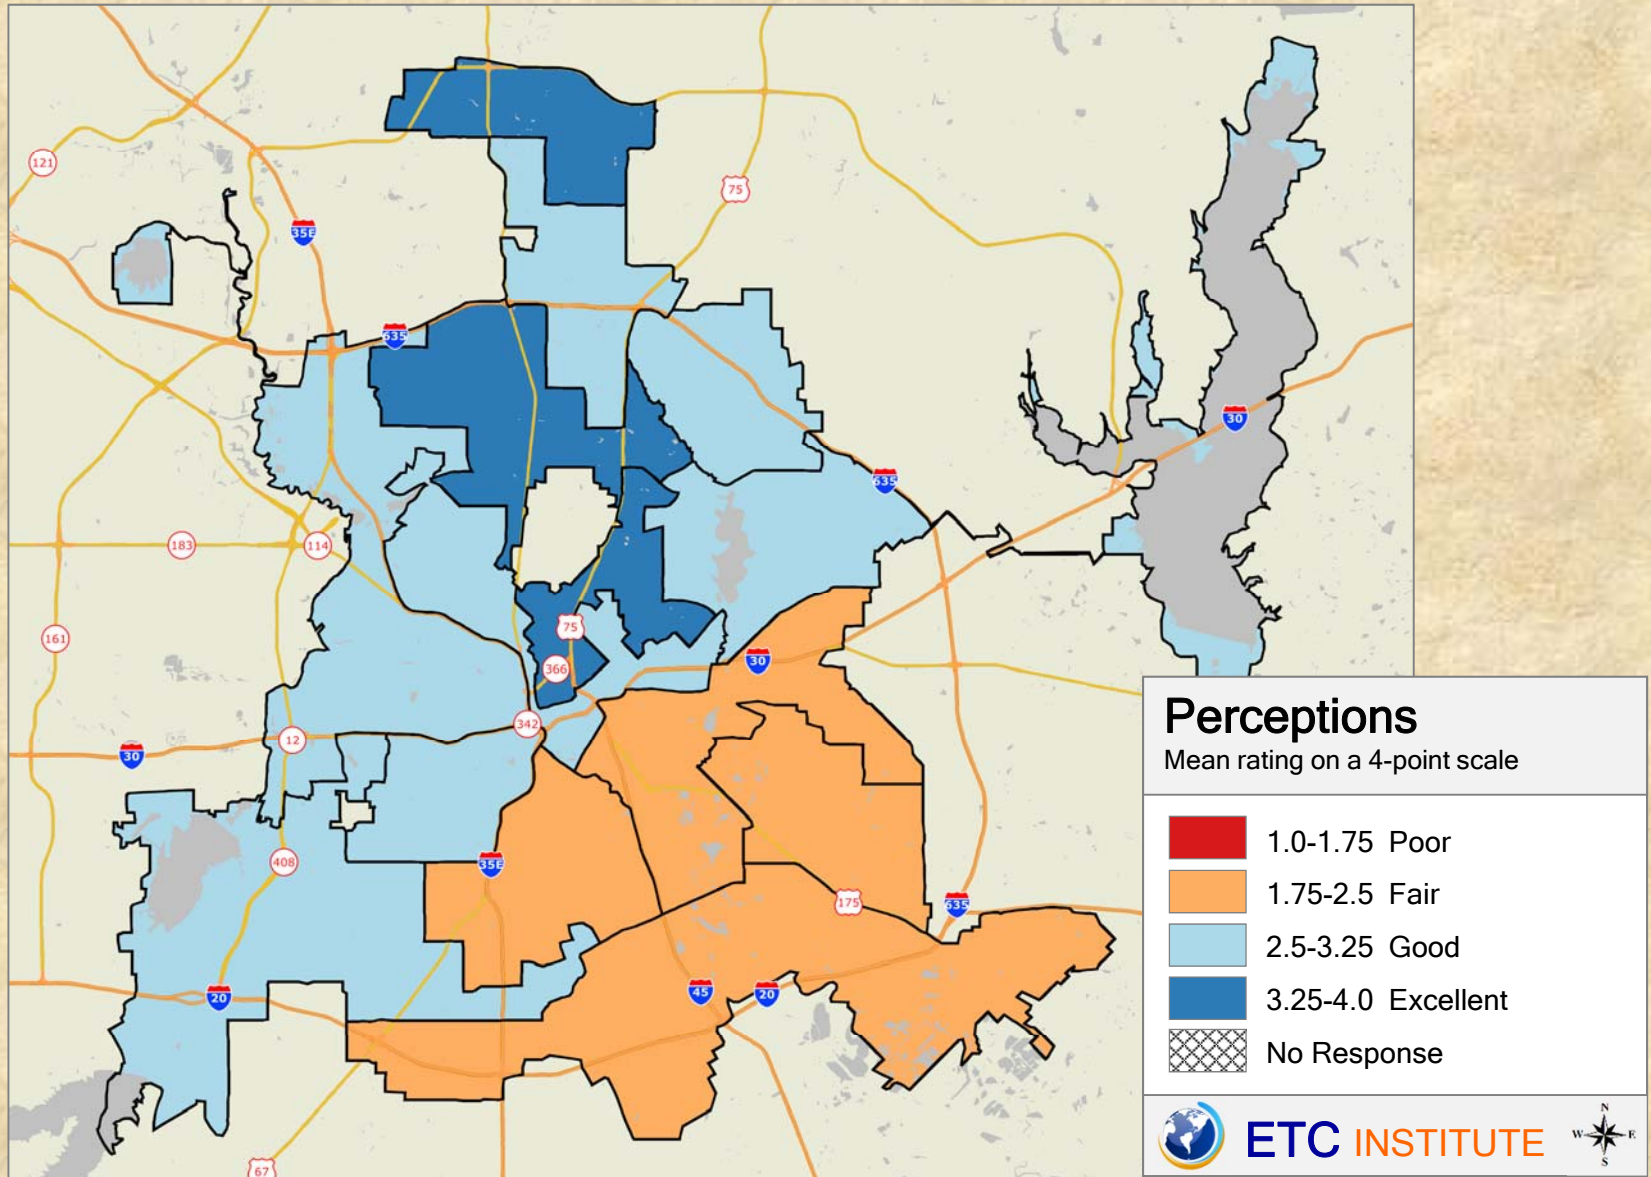 121
75
35E
635
30
635
183
114
161
75
366
30
342
12
30
408
35E
175
635
20
45
20
67
Perceptions
Mean rating on a 4-point scale
1.0-1.75 Poor
1.75-2.5 Fair
2.5-3.25 Good
3.25-4.0 Excellent
No Response
ETC INSTITUTE
N
W E
S